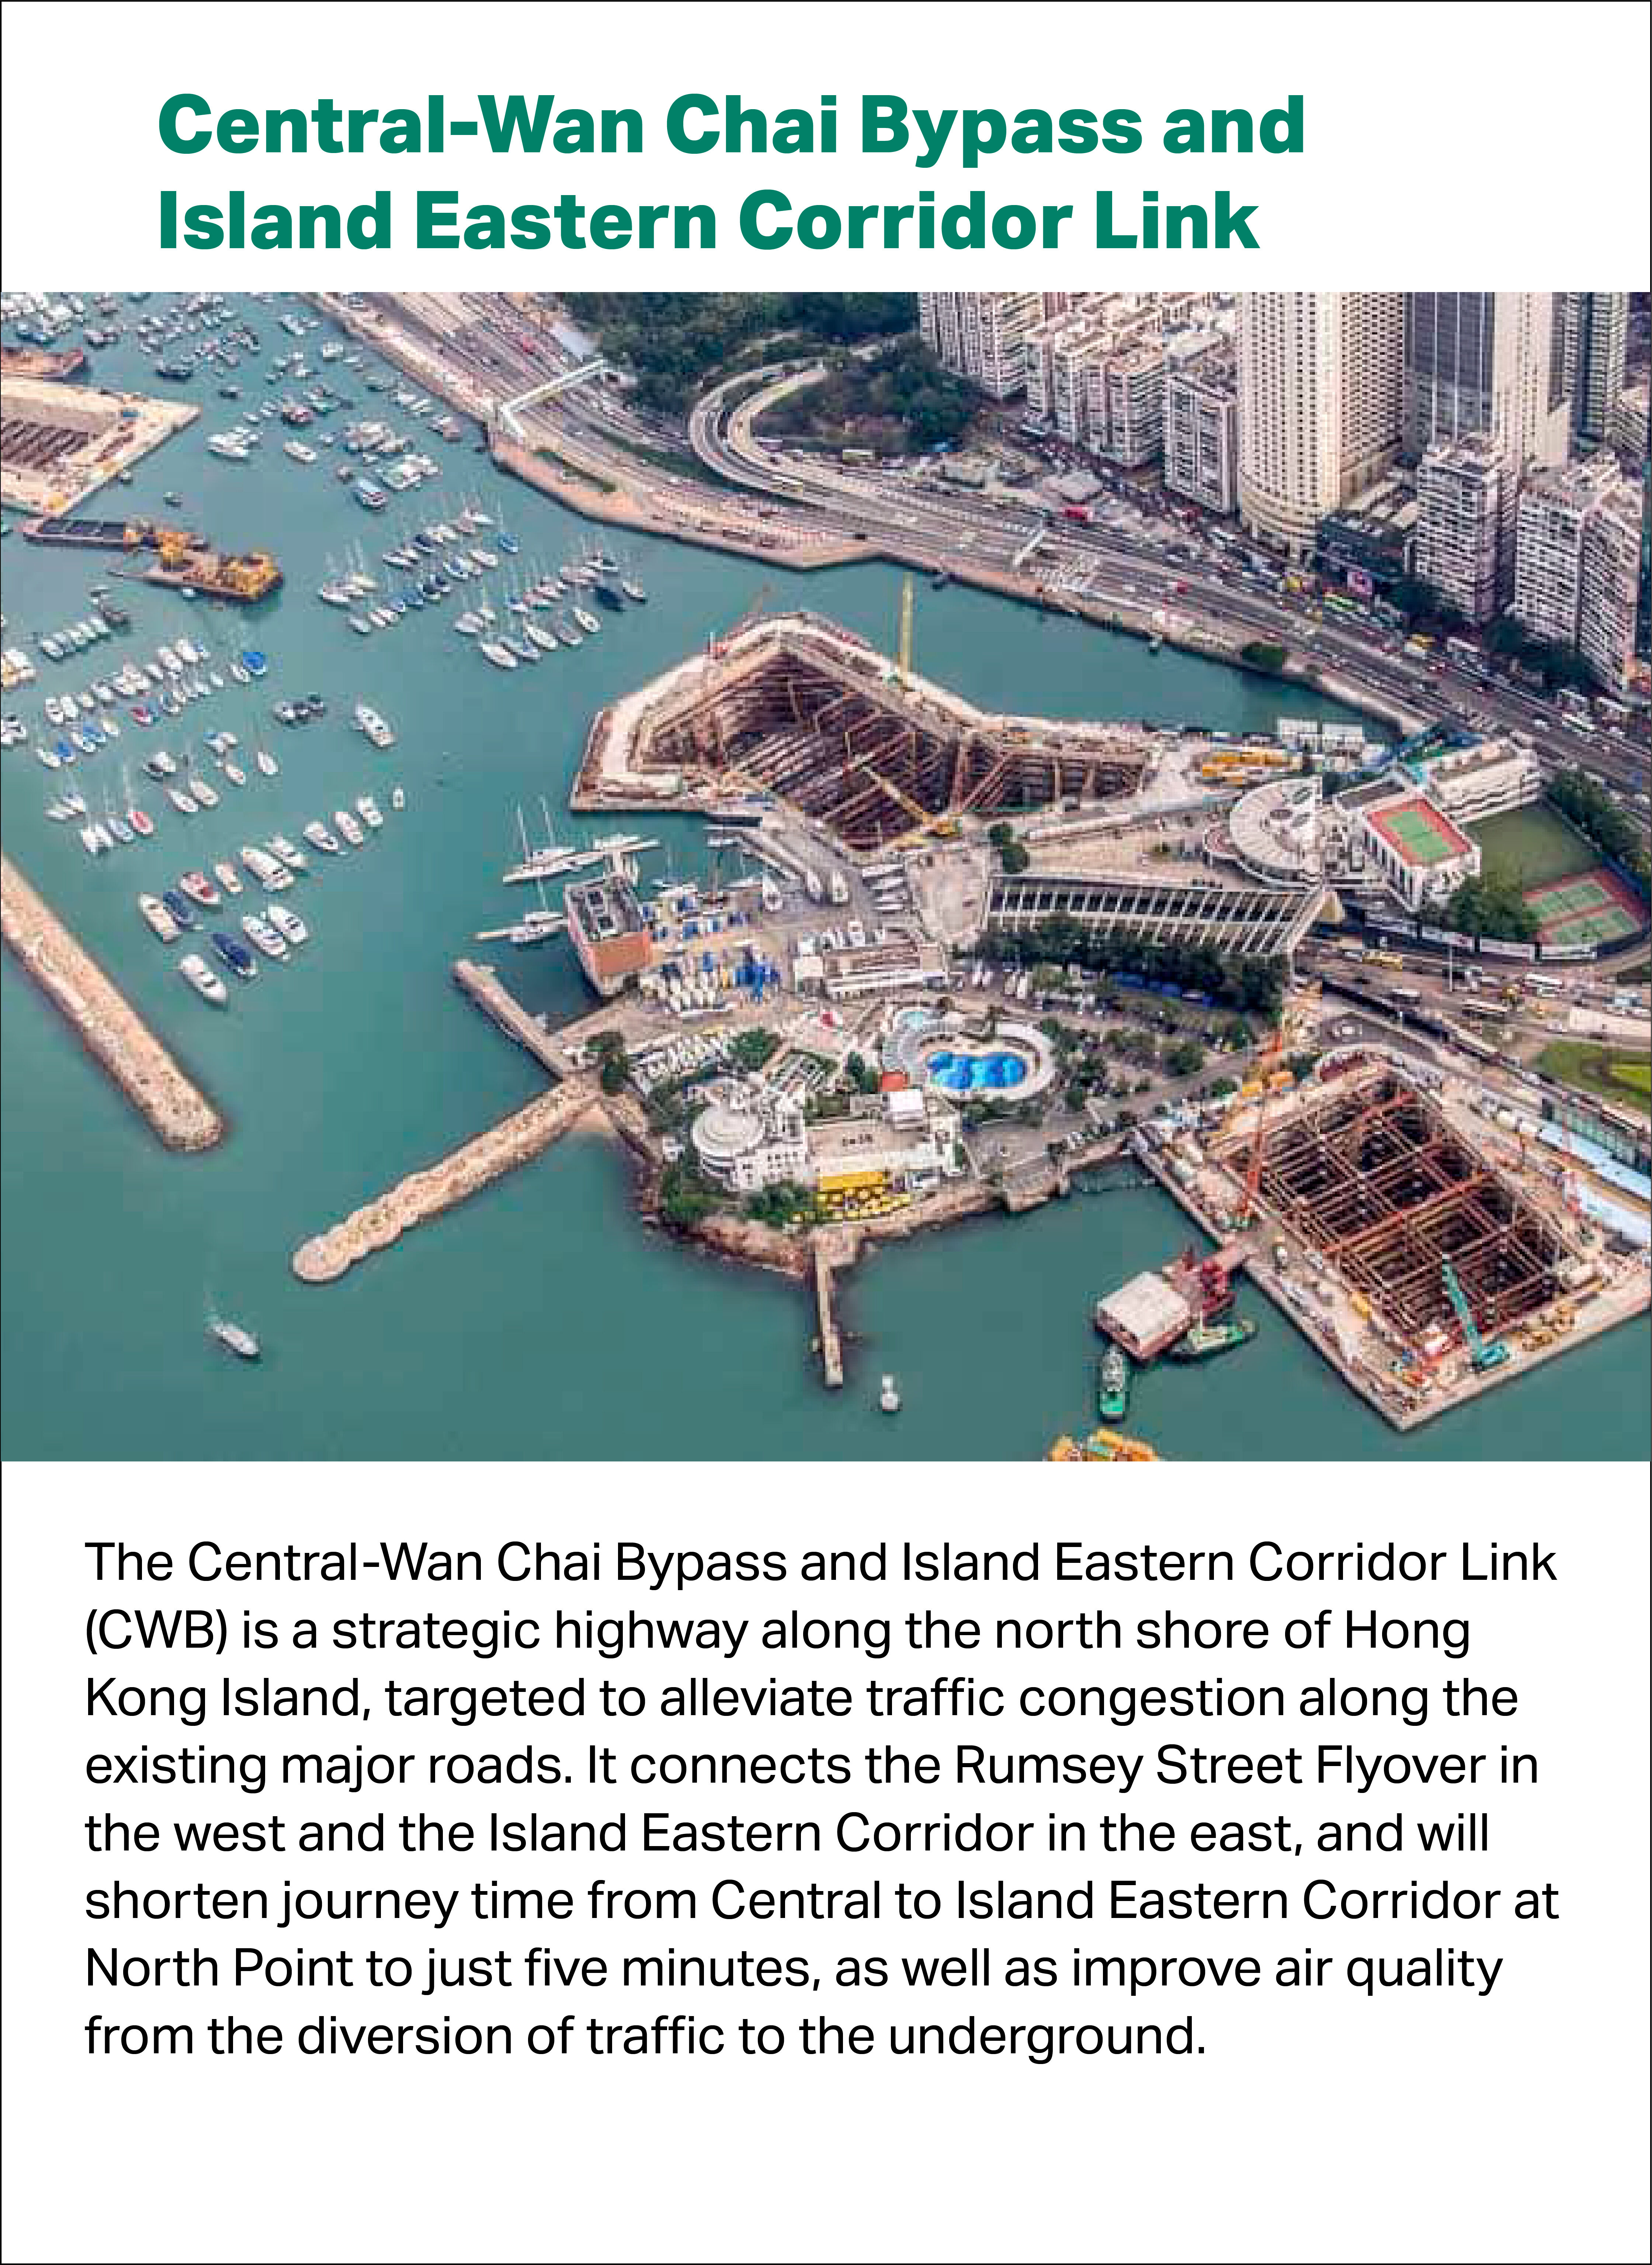 Central-Wan Chai Bypass and
Island Eastern Corridor Link
The Central-Wan Chai Bypass and Island Eastern Corridor Link
(CWB) is a strategic highway along the north shore of Hong
Kong Island, targeted to alleviate traffic congestion along the
existing major roads. It connects the Rumsey Street Flyover in
the west and the Island Eastern Corridor in the east, and will
shorten journey time from Central to Island Eastern Corridor at
North Point to just five minutes, as well as improve air quality
from the diversion of traffic to the underground.